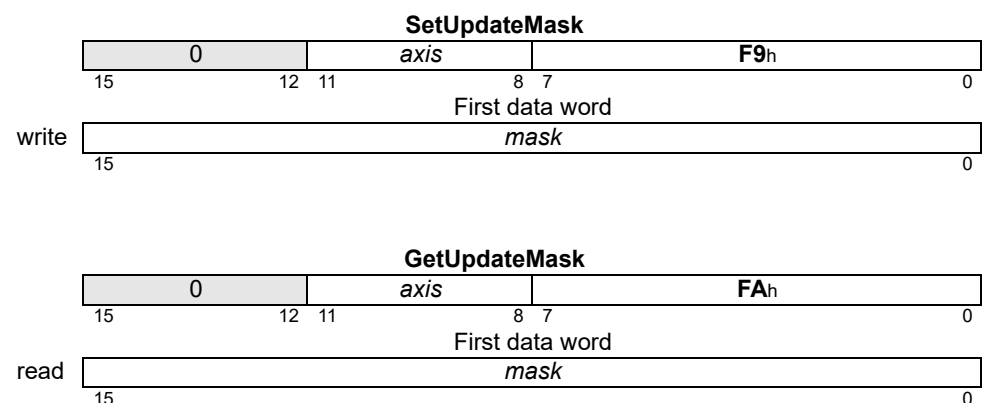 SetUpdateMask
0 axis F9h
15 12 11 8 7 0
First data word
write mask
15 0
GetUpdateMask
0 axis FAh
15 12 11 8 7 0
First data word
read mask
15 0